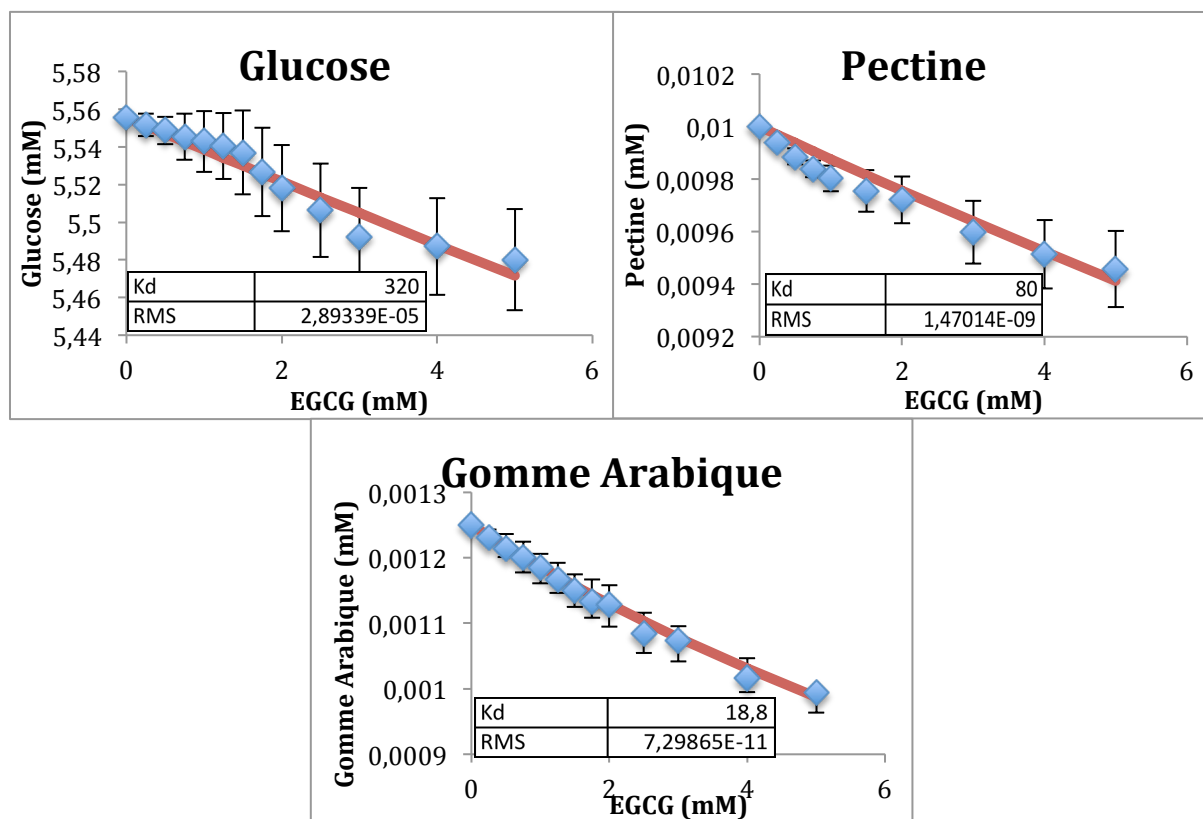 Glucose
Glucose (mM)
5,58
5,56
5,54
5,52
5,5
5,48
5,46
5,44
Kd 320
RMS 2,89339E-05
0 2 4 6
EGCG (mM)
Pectine
Pectine (mM)
0,0102
0,01
0,0098
0,0096
0,0094
0,0092
Kd 80
RMS 1,47014E-09
0 2 4 6
EGCG (mM)
Gomme Arabique
Gomme Arabique (mM)
0,0013
0,0012
0,0011
0,001
0,0009
Kd 18,8
RMS 7,29865E-11
0 2 4 6
EGCG (mM)